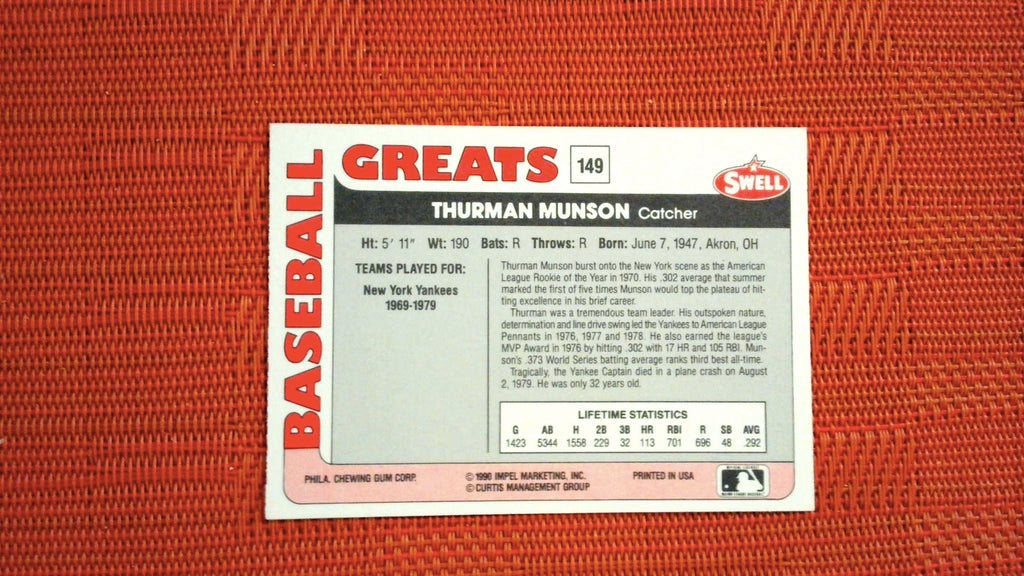 BASEBALL
GREATS 149
SWELL
THURMAN MUNSON Catcher
Ht: 5' 11" Wt: 190 Bats: R Throws: R Born: June 7, 1947, Akron, OH
TEAMS PLAYED FOR:
New York Yankees
1969-1979
Thurman Munson burst onto the New York scene as the American
League Rookie of the Year in 1970. His .302 average that summer
marked the first of five times Munson would top the plateau of hit-
ting excellence in his brief career.
Thurman was a tremendous team leader. His outspoken nature,
determination and line drive swing led the Yankees to American League
Pennants in 1976, 1977 and 1978. He also earned the league's
MVP Award in 1976 by hitting .302 with 17 HR and 105 RBI. Mun-
son's .373 World Series batting average ranks third best all-time.
Tragically, the Yankee Captain died in a plane crash on August
2, 1979. He was only 32 years old.
LIFETIME STATISTICS
G AB H 2B 3B HR RBI R SB AVG
1423 5344 1558 229 32 113 701 696 48 .292
PHILA. CHEWING GUM CORP.
© 1990 IMPEL MARKETING, INC.
© CURTIS MANAGEMENT GROUP
PRINTED IN USA